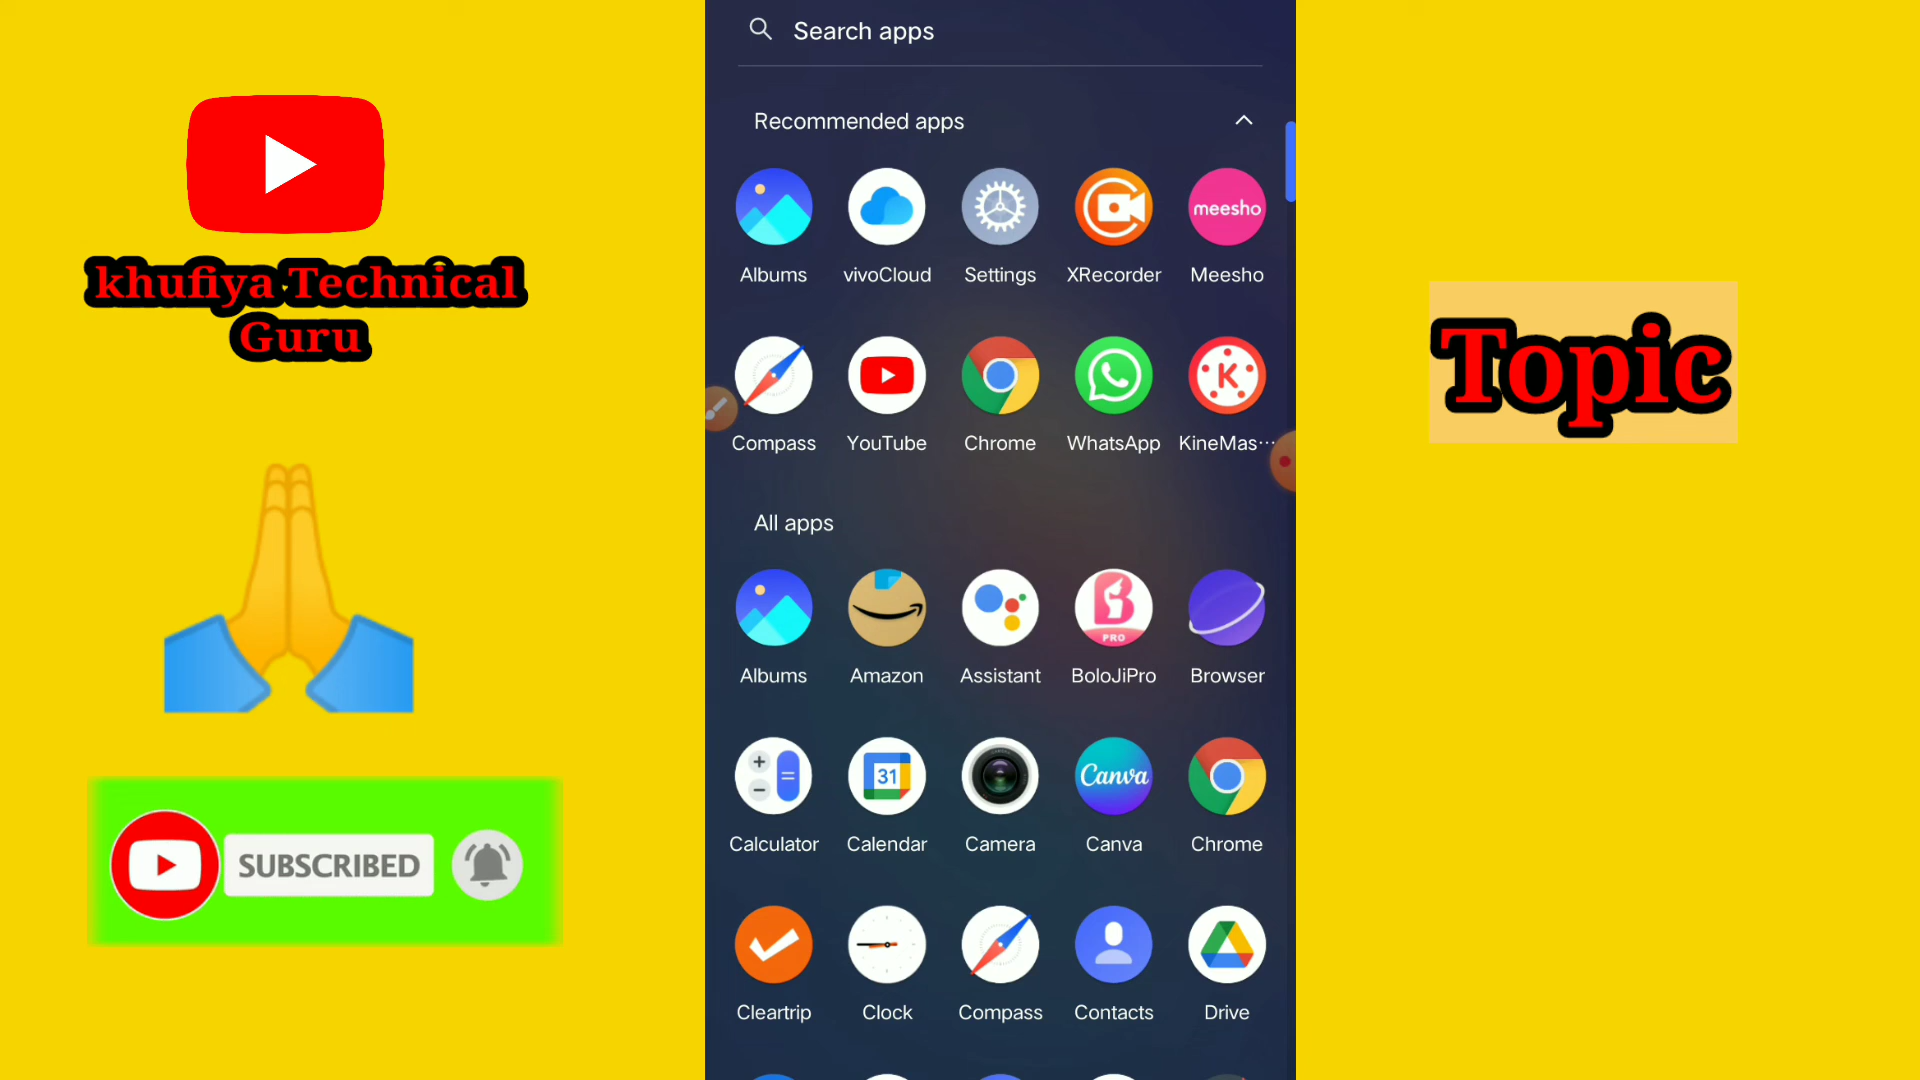 khufiya Technical
Guru
SUBSCRIBED
Search apps
Recommended apps
Albums vivoCloud Settings XRecorder Meesho
meesho
Compass YouTube Chrome WhatsApp KineMas···
K
All apps
Albums Amazon Assistant BoloJiPro Browser
B
PRO
Calculator Calendar Camera Canva Chrome
31
Canva
Cleartrip Clock Compass Contacts Drive
Topic